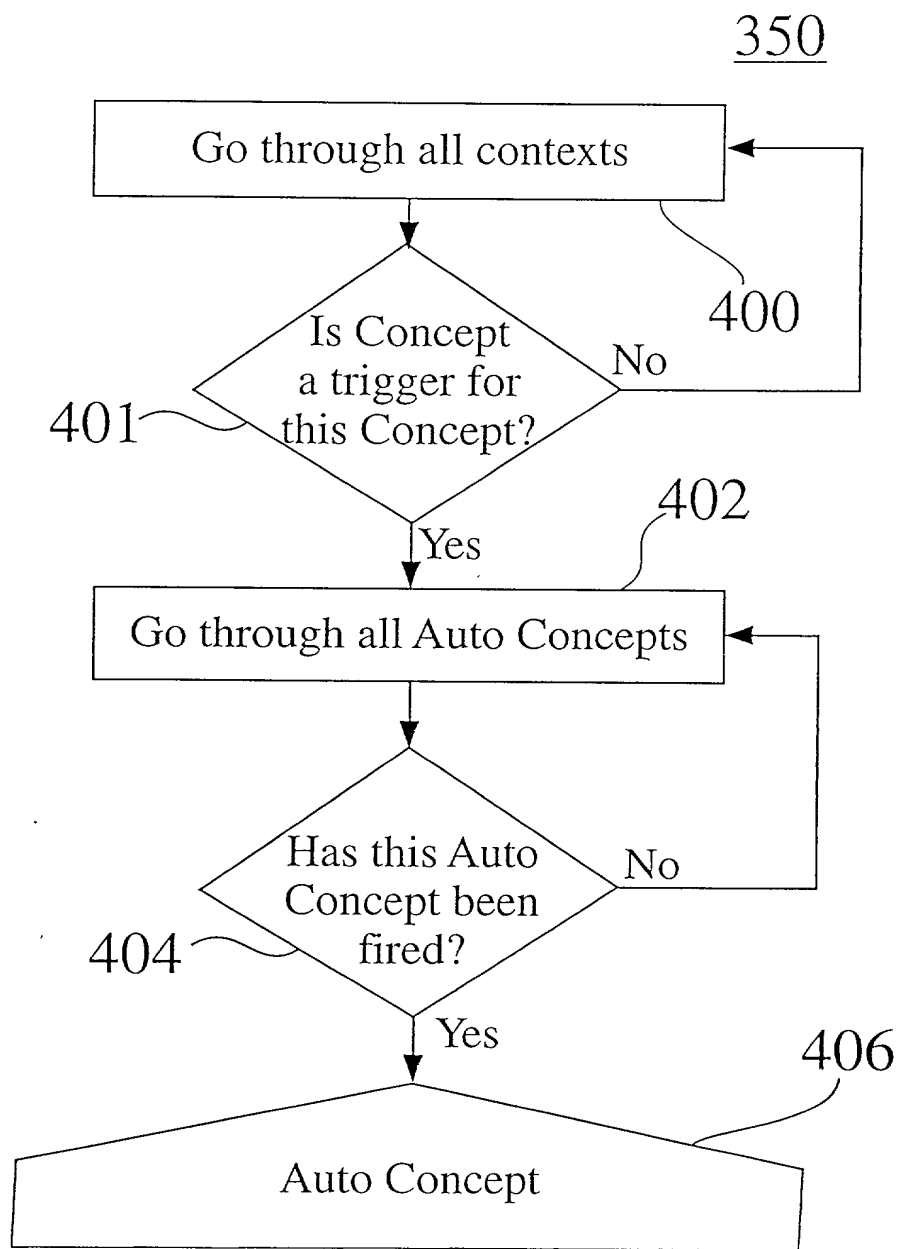 350
Go through all contexts
400
Is Concept
a trigger for
this Concept?
No
401
Yes
402
Go through all Auto Concepts
Has this Auto
Concept been
fired?
No
404
Yes
406
Auto Concept